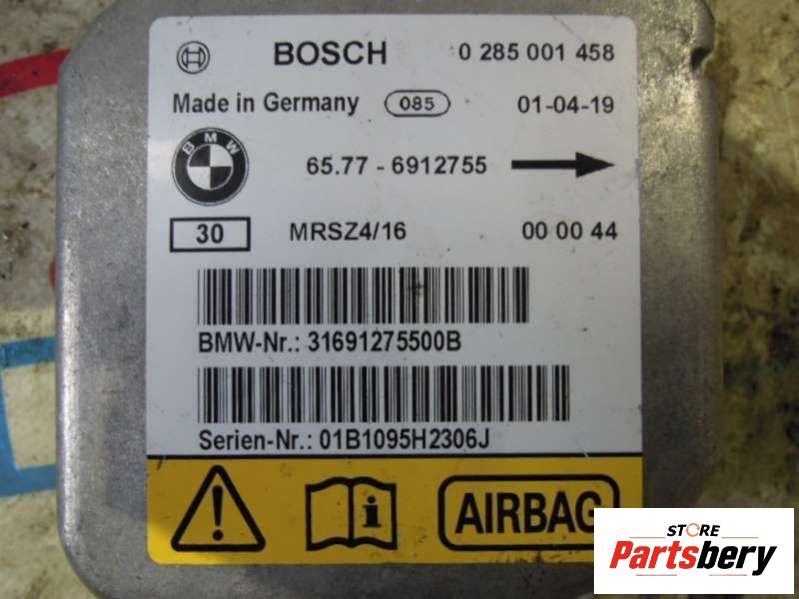 BOSCH 0 285 001 458
Made in Germany 085 01-04-19
BMW
65.77 - 6912755
30 MRSZ4/16 00 00 44
BMW-Nr.: 31691275500B
Serien-Nr.: 01B1095H2306J
i AIRBAG
STORE
Partsbery